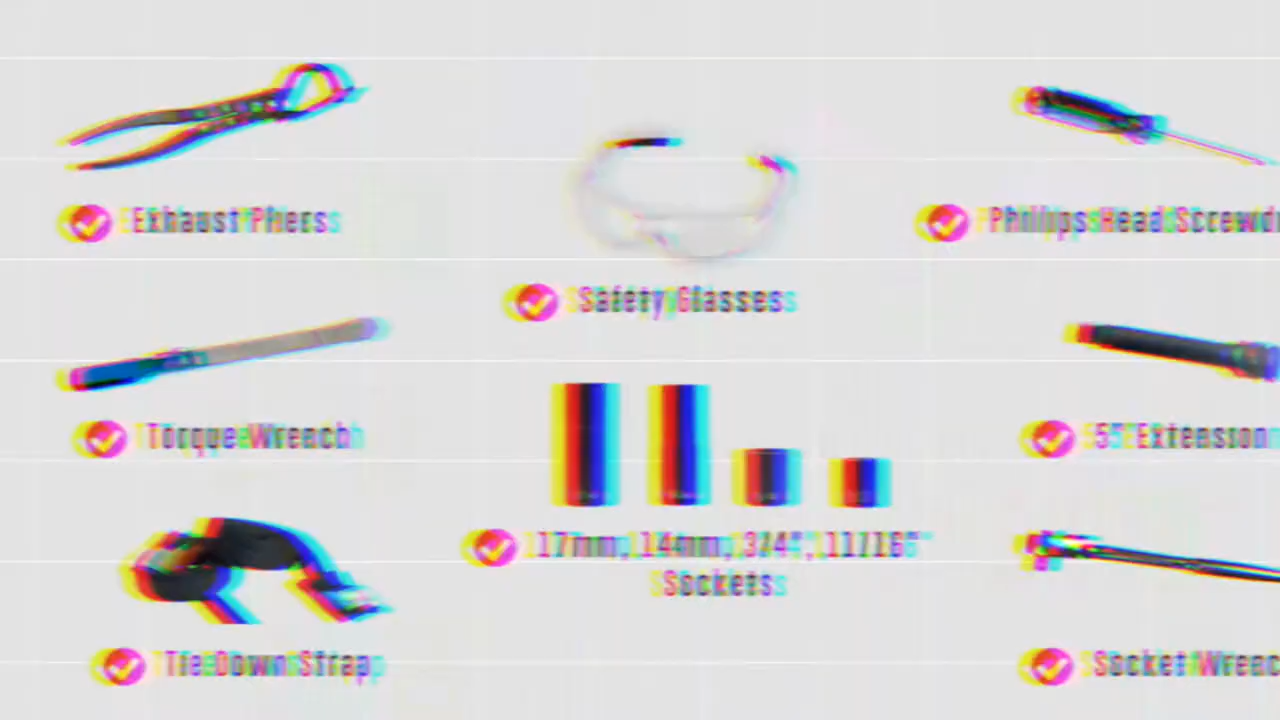 Exhaust Pliers
Safety Glasses
Phillips Head Screwd
Torque Wrench
5" Extension
17mm, 14mm, 3/4", 11/16"
Sockets
Tie Down Strap
Socket Wrenc